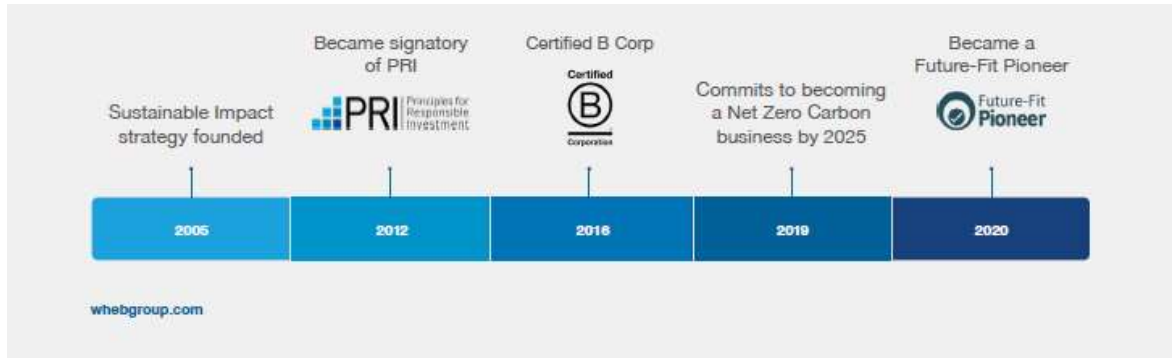 Sustainable Impact
strategy founded
Became signatory
of PRI
PRI
Principles for
Responsible
Investment
Certified B Corp
Certified
B
Corporation
Commits to becoming
a Net Zero Carbon
business by 2025
Became a
Future-Fit Pioneer
Future-Fit
Pioneer
2005
2012
2016
2019
2020
whebgroup.com